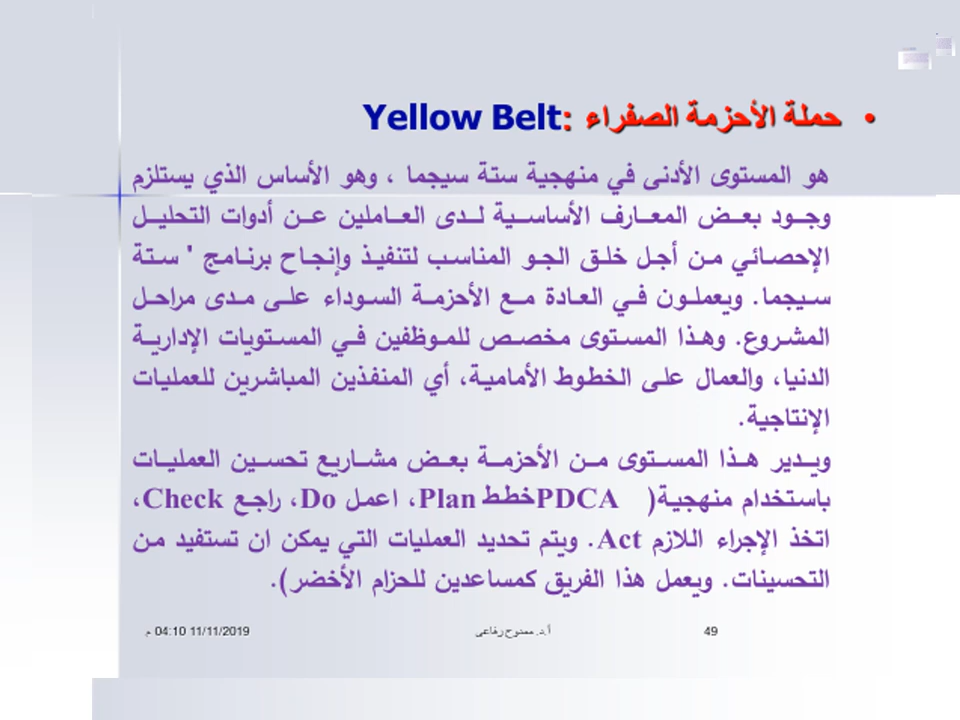 • حملة الأحزمة الصفراء :Yellow Belt
هو المستوى الأدنى في منهجية ستة سيجما ، وهو الأساس الذي يستلزم
وجود بعض المعارف الأساسية لدى العاملين عن أدوات التحليل
الإحصائي من أجل خلق الجو المناسب لتنفيذ وإنجاح برنامج ' ستة
سيجما. ويعملون في العادة مع الأحزمة السوداء على مدى مراحل
المشروع. وهذا المستوى مخصص للموظفين في المستويات الإدارية
الدنيا، والعمال على الخطوط الأمامية، أي المنفذين المباشرين للعمليات
الإنتاجية.
ويدير هذا المستوى من الأحزمة بعض مشاريع تحسين العمليات
باستخدام منهجية( PDCA خطط Plan، اعمل Do، راجع Check،
اتخذ الإجراء اللازم Act. ويتم تحديد العمليات التي يمكن ان تستفيد من
التحسينات. ويعمل هذا الفريق كمساعدين للحزام الأخضر).
49
أ.د. ممدوح رفاعى
11/11/2019 04:10 م